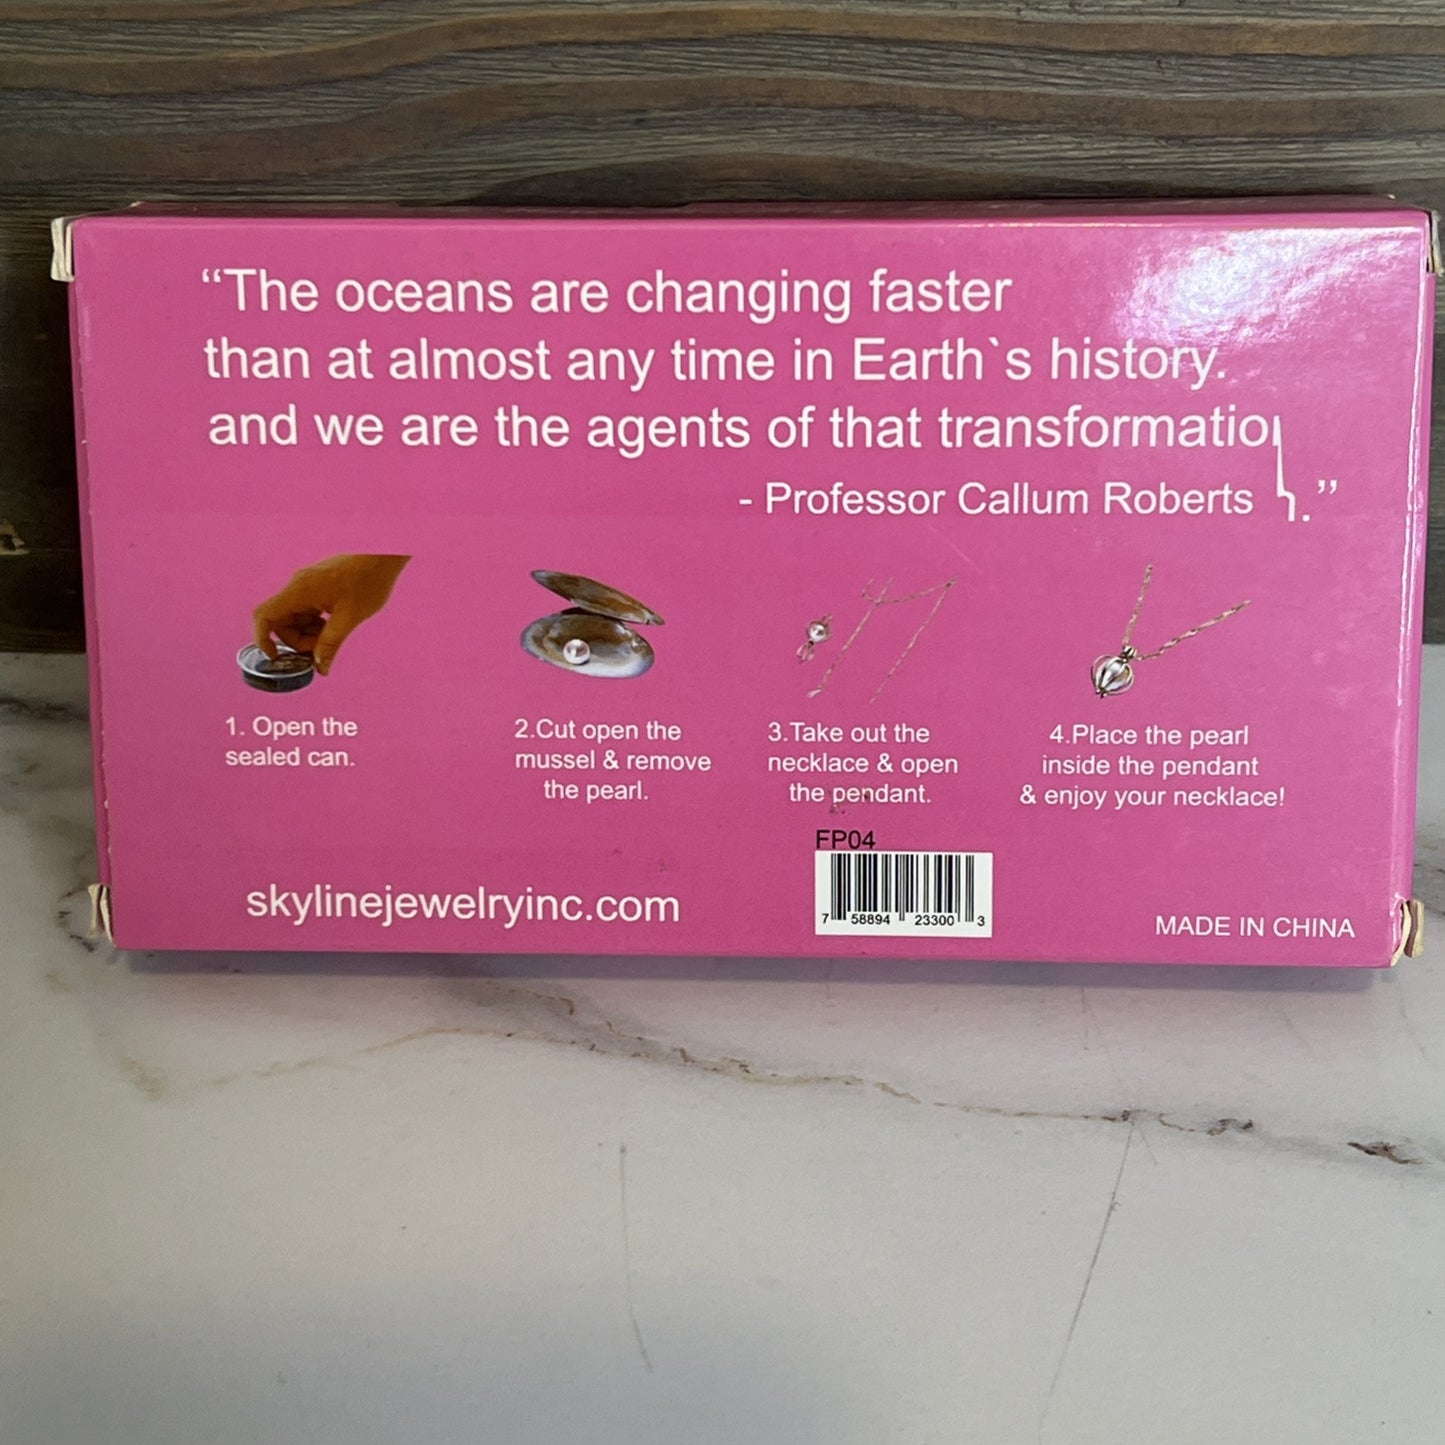 “The oceans are changing faster
than at almost any time in Earth`s history.
and we are the agents of that transformation.”
- Professor Callum Roberts
1. Open the
sealed can.
2.Cut open the
mussel & remove
the pearl.
3.Take out the
necklace & open
the pendant.
4.Place the pearl
inside the pendant
& enjoy your necklace!
FP04
7 58894 23300 3
skylinejewelryinc.com
MADE IN CHINA